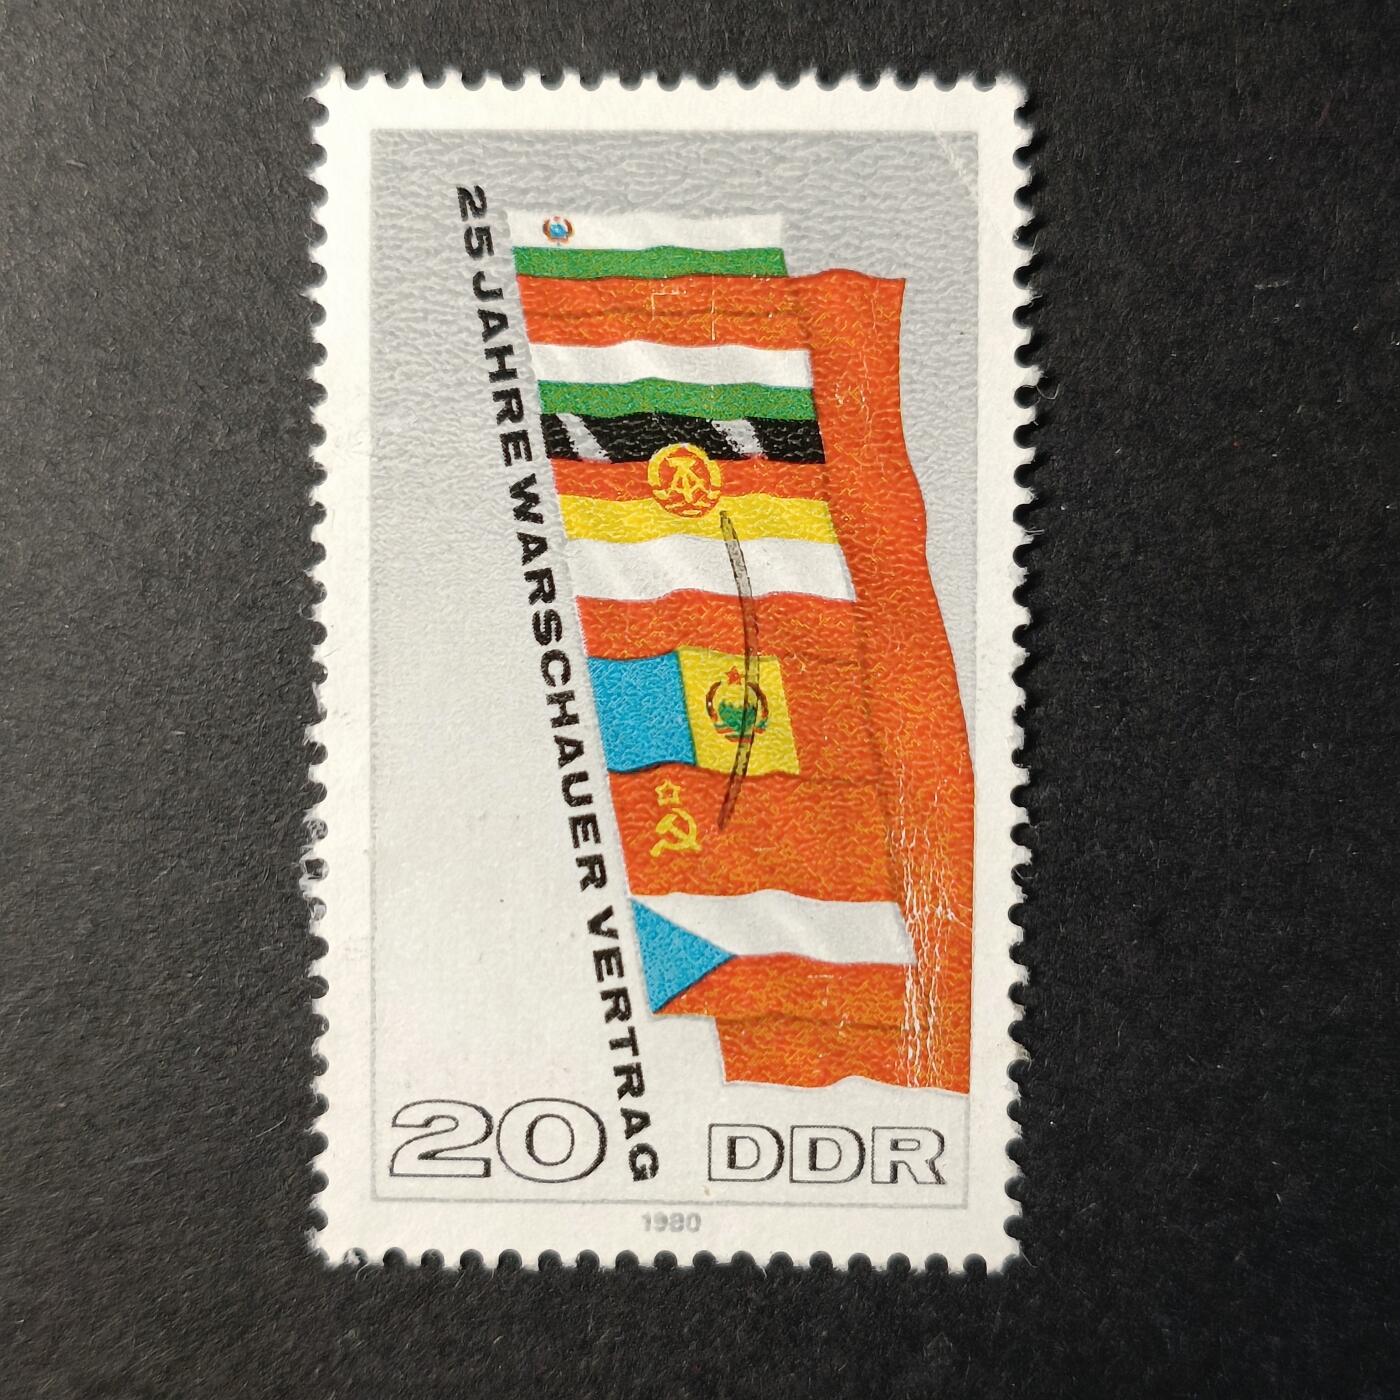 25 JAHRE WARSCHAUER VERTRAG
20 DDR
1980